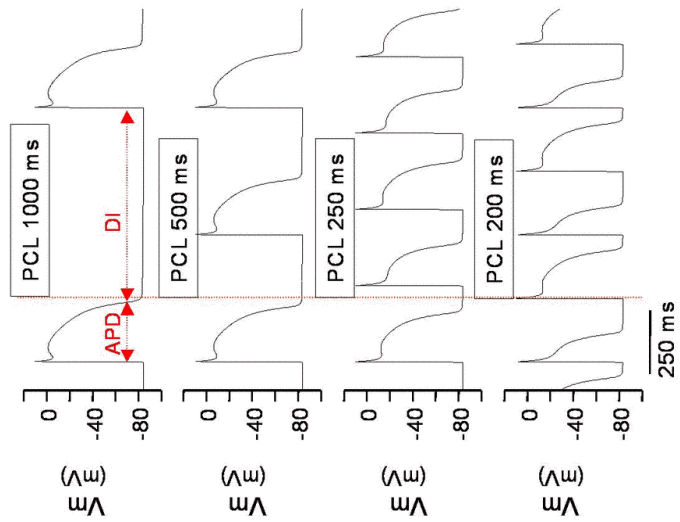 Vm
(mV)
0
-40
-80
PCL 1000 ms
APD
DI
Vm
(mV)
0
-40
-80
PCL 500 ms
Vm
(mV)
0
-40
-80
PCL 250 ms
Vm
(mV)
0
-40
-80
PCL 200 ms
250 ms